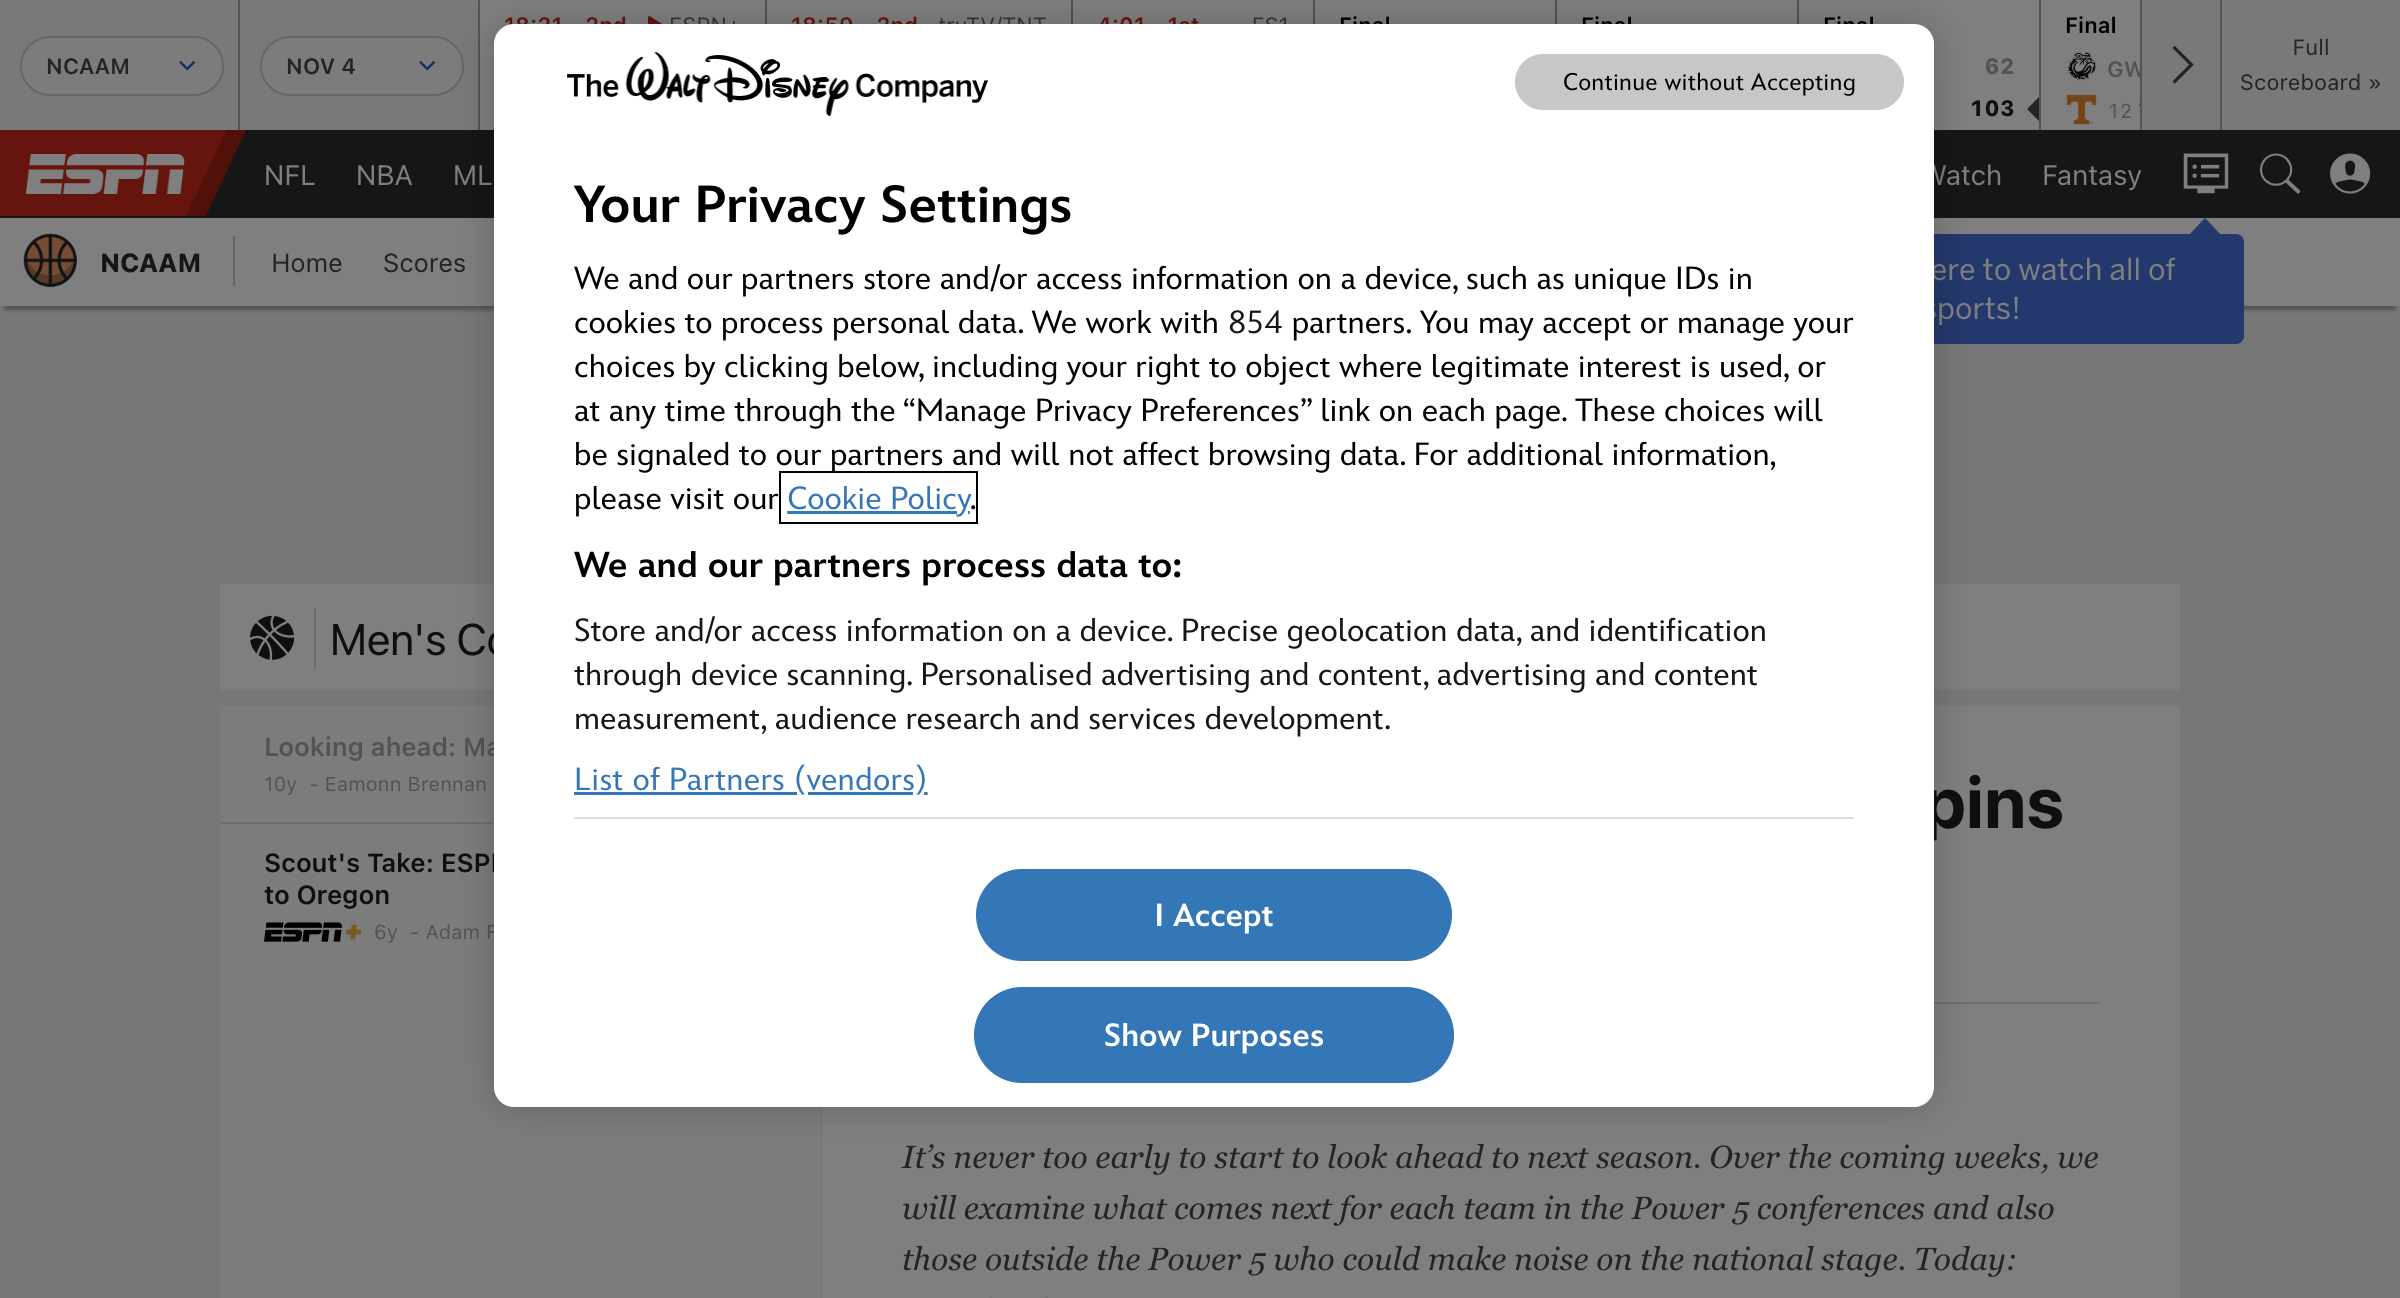 NCAAM
NOV 4
Final
62
103
Final
GW
12
Full
Scoreboard »
ESPN
NFL
NBA
Fantasy
NCAAM
Home
Scores
to watch all of
The Walt Disney Company
Continue without Accepting
Your Privacy Settings
We and our partners store and/or access information on a device, such as unique IDs in
cookies to process personal data. We work with 854 partners. You may accept or manage your
choices by clicking below, including your right to object where legitimate interest is used, or
at any time through the “Manage Privacy Preferences” link on each page. These choices will
be signaled to our partners and will not affect browsing data. For additional information,
please visit our Cookie Policy.
We and our partners process data to:
Store and/or access information on a device. Precise geolocation data, and identification
through device scanning. Personalised advertising and content, advertising and content
measurement, audience research and services development.
List of Partners (vendors)
I Accept
Show Purposes
Men's
Looking ahead:
10y - Eamonn Brennan
Scout's Take:
to Oregon
ESPN+ 6y - Adam
It’s never too early to start to look ahead to next season. Over the coming weeks, we
will examine what comes next for each team in the Power 5 conferences and also
those outside the Power 5 who could make noise on the national stage. Today: